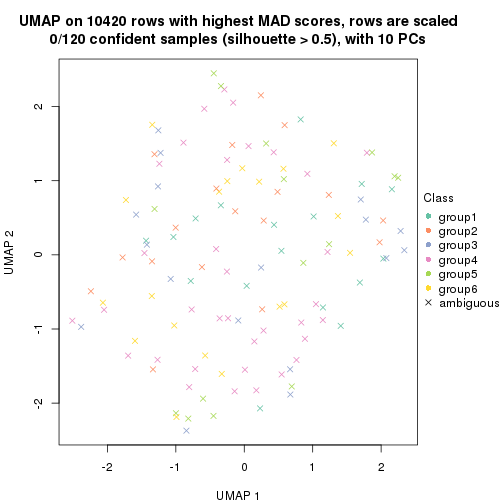 UMAP on 10420 rows with highest MAD scores, rows are scaled
0/120 confident samples (silhouette > 0.5), with 10 PCs
2
1
0
-1
-2
UMAP 2
-2
-1
0
1
2
UMAP 1
Class
group1
group2
group3
group4
group5
group6
ambiguous